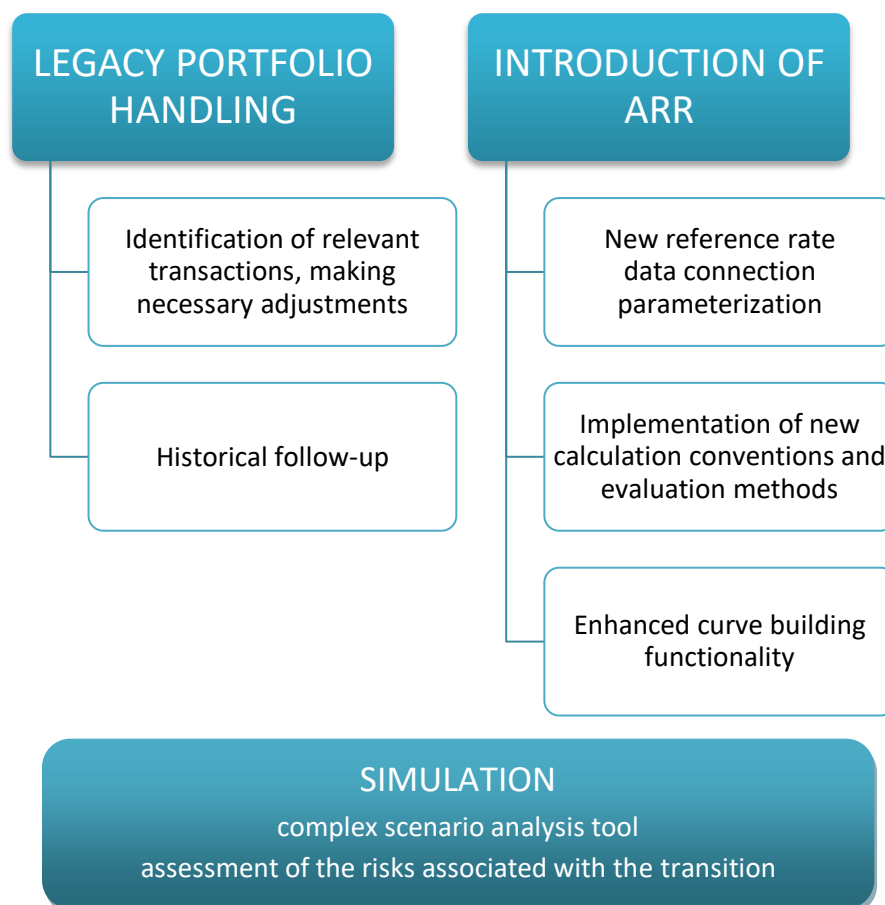 LEGACY PORTFOLIO
HANDLING
Identification of relevant
transactions, making
necessary adjustments
Historical follow-up
INTRODUCTION OF
ARR
New reference rate
data connection
parameterization
Implementation of new
calculation conventions and
evaluation methods
Enhanced curve building
functionality
SIMULATION
complex scenario analysis tool
assessment of the risks associated with the transition